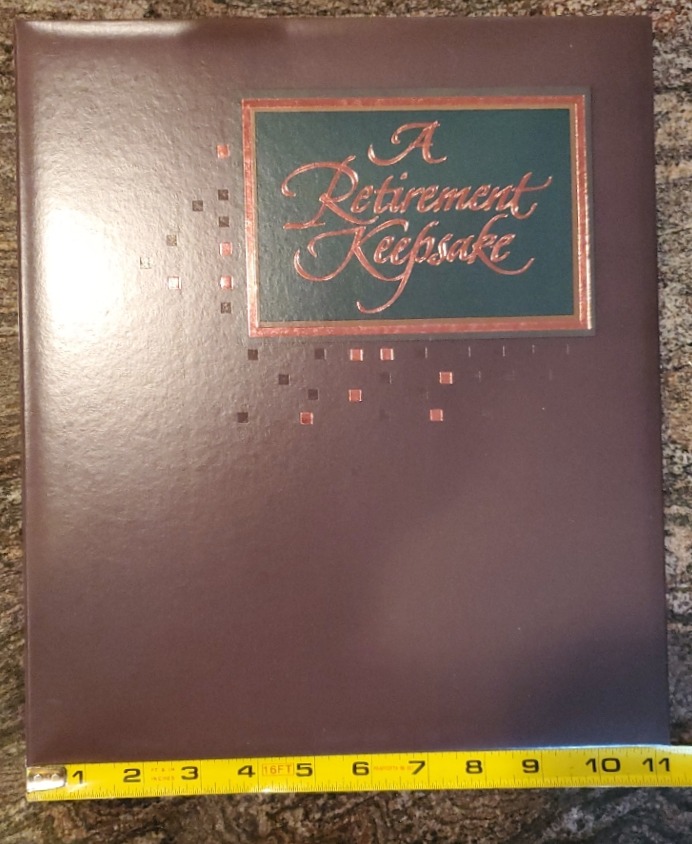 A
Retirement
Keepsake
1 2 3 4 16FT 5 6 7 8 9 10 11